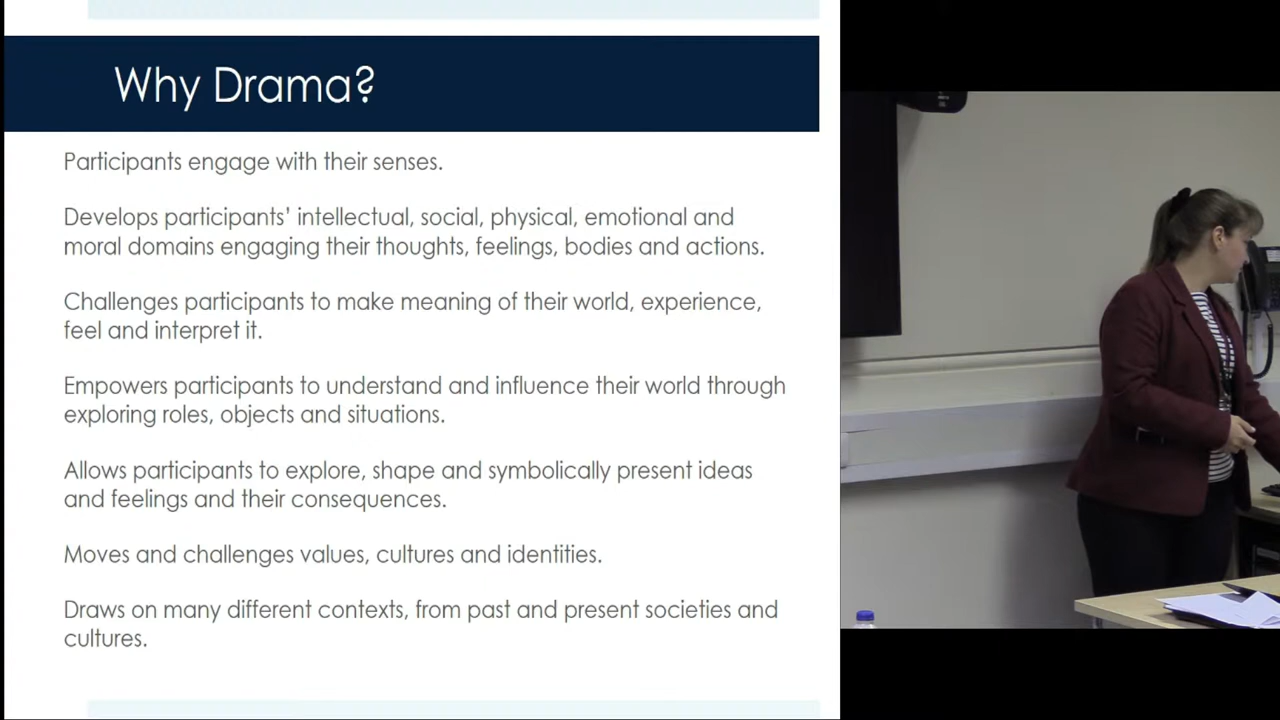 Why Drama?
Participants engage with their senses.
Develops participants’ intellectual, social, physical, emotional and
moral domains engaging their thoughts, feelings, bodies and actions.
Challenges participants to make meaning of their world, experience,
feel and interpret it.
Empowers participants to understand and influence their world through
exploring roles, objects and situations.
Allows participants to explore, shape and symbolically present ideas
and feelings and their consequences.
Moves and challenges values, cultures and identities.
Draws on many different contexts, from past and present societies and
cultures.